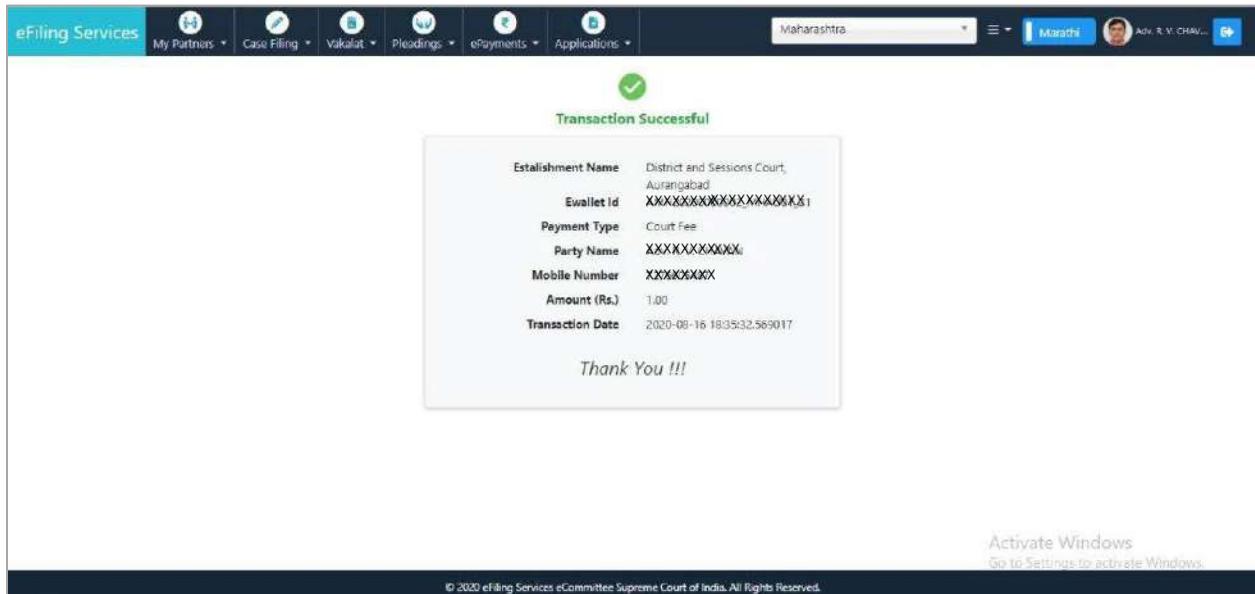 eFiling Services
My Partners
Case Filing
Vakalat
Pleadings
ePayments
Applications
Maharashtra
Marathi
Adv. R. V. CHAV...
Transaction Successful
Estalishment Name District and Sessions Court,
Aurangabad
Ewallet Id XXXXXXXXXXXXXXXXXXXX1
Payment Type Court Fee
Party Name XXXXXXXXXXX
Mobile Number XXXXXXXX
Amount (Rs.) 1.00
Transaction Date 2020-08-16 18:35:32.569017
Thank You !!!
Activate Windows
Go to Settings to activate Windows.
© 2020 eFiling Services eCommittee Supreme Court of India. All Rights Reserved.